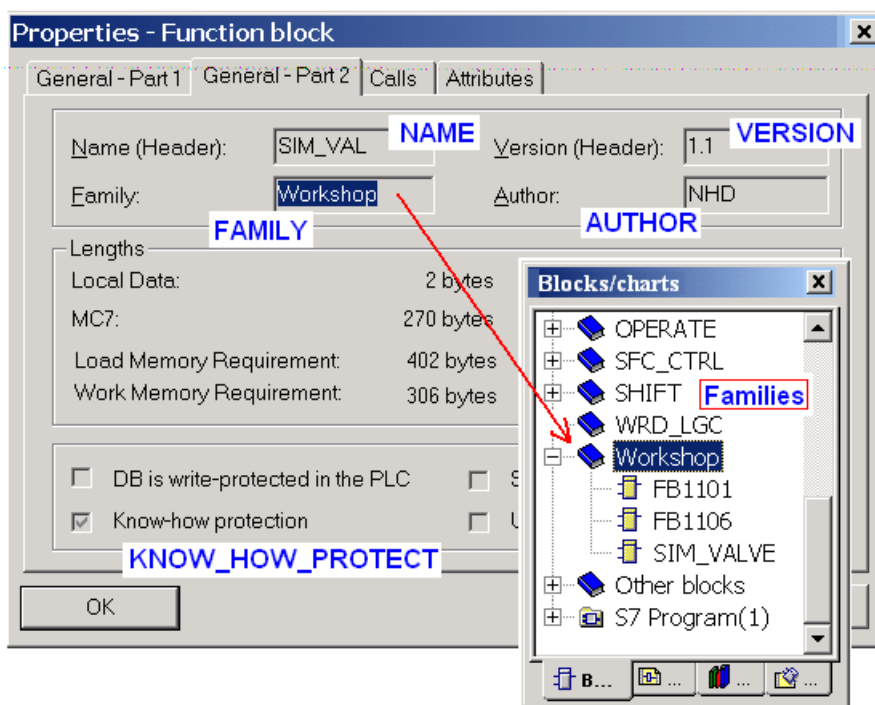 Properties - Function block
General - Part 1 General - Part 2 Calls Attributes
Name (Header): SIM_VAL NAME Version (Header): 1.1 VERSION
Family: Workshop Author: NHD
FAMILY AUTHOR
Lengths
Local Data: 2 bytes
MC7: 270 bytes
Load Memory Requirement: 402 bytes
Work Memory Requirement: 306 bytes
DB is write-protected in the PLC S
Know-how protection
KNOW_HOW_PROTECT
OK
Blocks/charts
OPERATE
SFC_CTRL
SHIFT Families
WRD_LGC
Workshop
FB1101
FB1106
SIM_VALVE
Other blocks
S7 Program(1)
B... ... ... ...